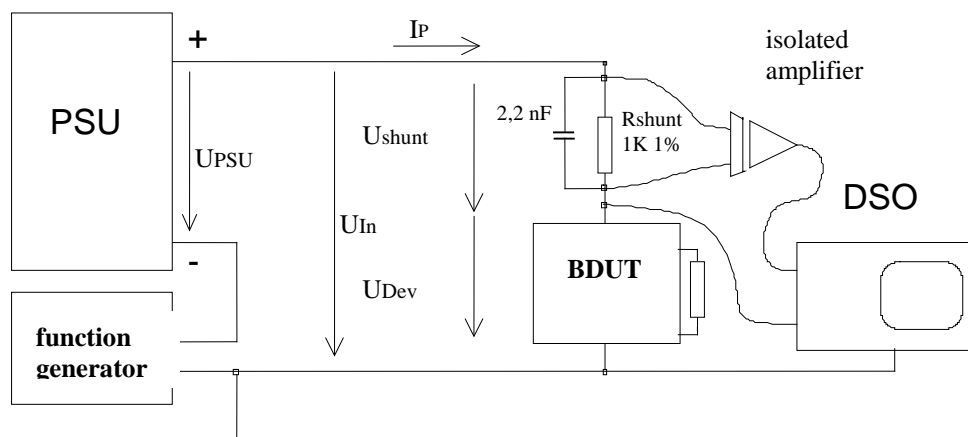 +
IP
isolated
amplifier
PSU
2,2 nF
Rshunt
1K 1%
Ushunt
UPSU
DSO
UIn
-
BDUT
UDev
function
generator